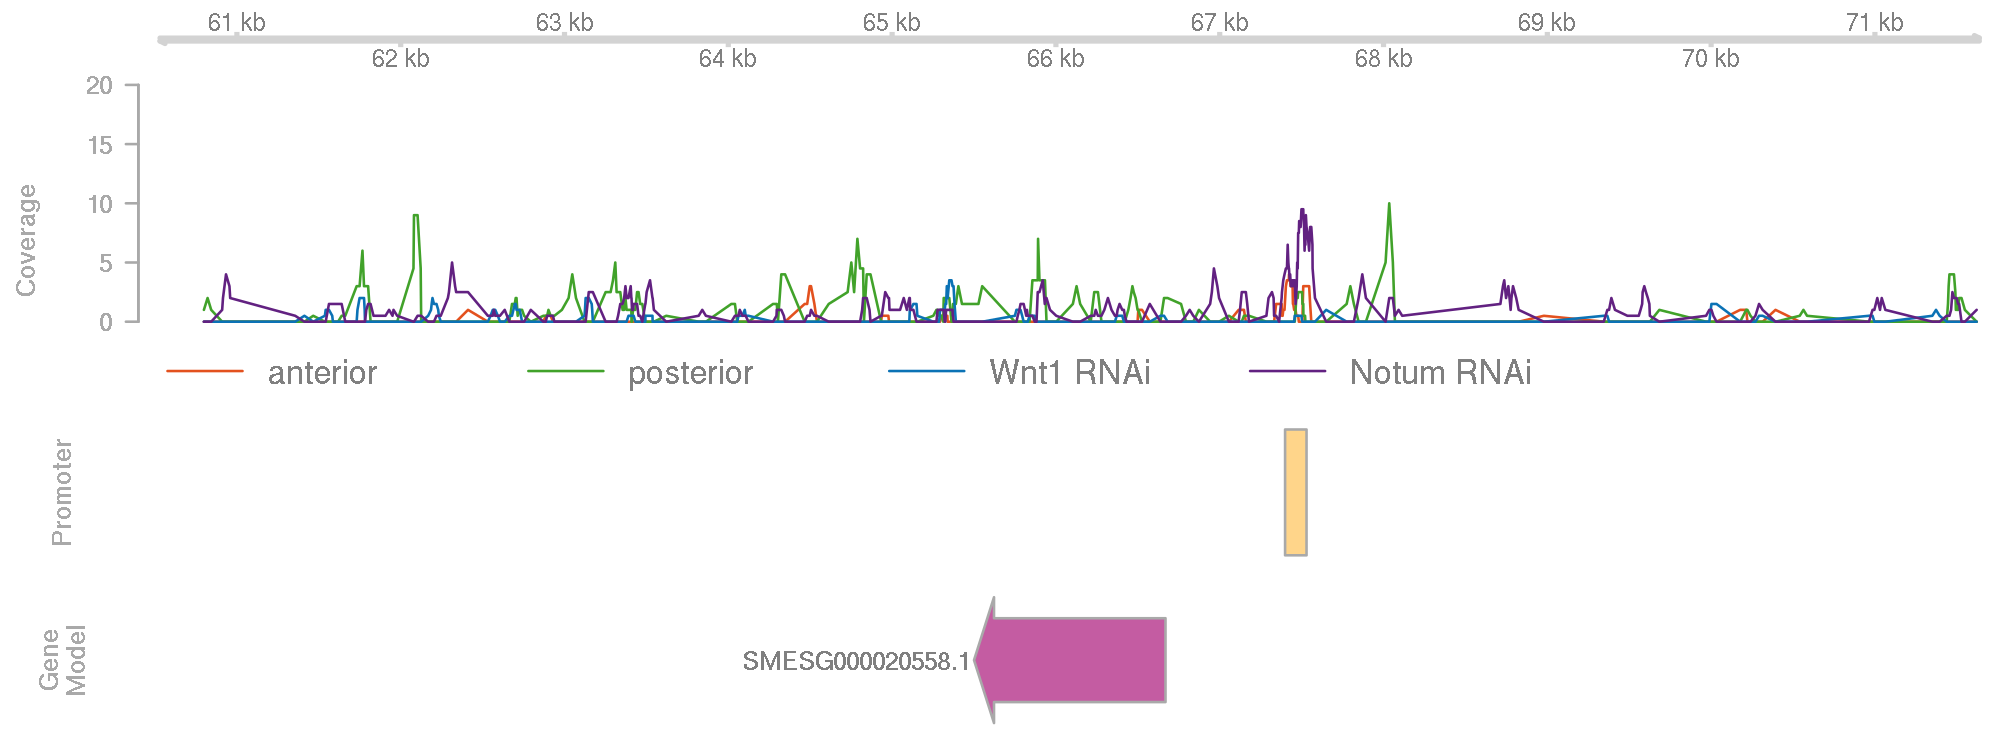 61 kb 63 kb 65 kb 67 kb 69 kb 71 kb
62 kb 64 kb 66 kb 68 kb 70 kb
20
15
10
5
0
Coverage
anterior posterior Wnt1 RNAi Notum RNAi
Promoter
Gene
Model
SMESG000020558.1